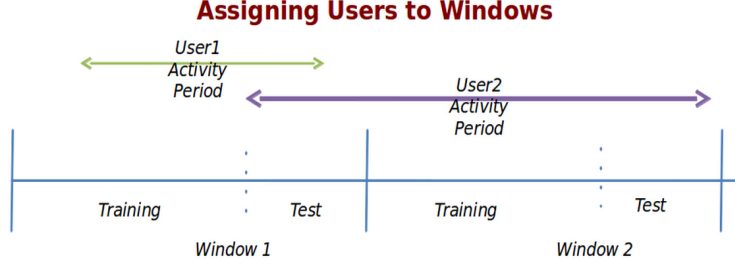 Assigning Users to Windows
User1
Activity
Period
User2
Activity
Period
Training
Test
Training
Test
Window 1
Window 2